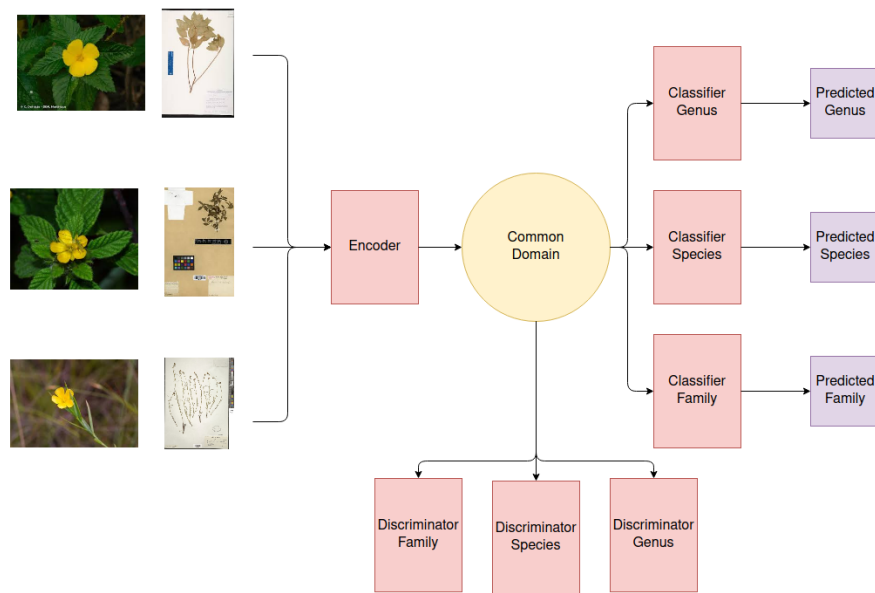 Classifier
Genus
Predicted
Genus
Encoder
Common
Domain
Classifier
Species
Predicted
Species
Classifier
Family
Predicted
Family
Discriminator
Family
Discriminator
Species
Discriminator
Genus